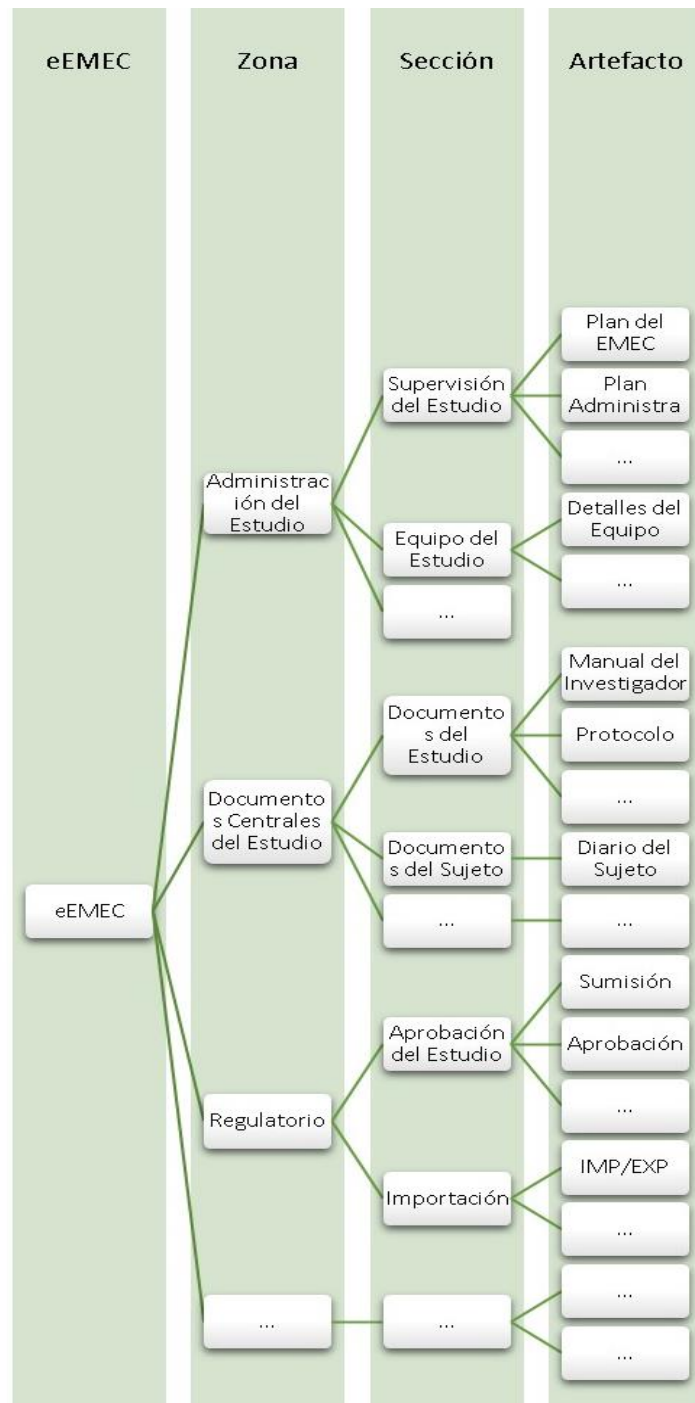 eEMEC
Zona
Sección
Artefacto
Plan del
EMEC
Supervisión
del Estudio
Plan
Administra
...
Administrac
ión del
Estudio
Detalles del
Equipo
Equipo del
Estudio
...
...
Manual del
Investigador
Documento
s del
Estudio
Protocolo
...
Documento
s Centrales
del Estudio
Documento
s del Sujeto
Diario del
Sujeto
eEMEC
...
...
Sumisión
Aprobación
del Estudio
Aprobación
...
Regulatorio
IMP/EXP
Importación
...
...
...
...
...